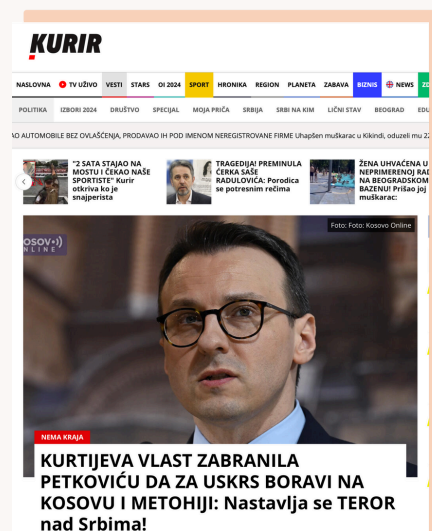 KURIR
NASLOVNA TV UŽIVO VESTI STARS OI 2024 SPORT HRONIKA REGION PLANETA ZABAVA BIZNIS NEWS
POLITIKA IZBORI 2024 DRUŠTVO SPECIJAL MOJA PRIČA SRBIJA SRBI NA KIM LIČNI STAV BEOGRAD EDU
AO AUTOMOBILE BEZ OVLAŠĆENJA, PRODAVAO IH POD IMENOM NEREGISTROVANE FIRME Uhapšen muškarac u Kikindi, oduzeli mu 22
"2 SATA STAJAO NA
MOSTU I ČEKAO NAŠE
SPORTISTE" Kurir
otkriva ko je
snajperista
TRAGEDIJA! PREMINULA
ĆERKA SAŠE
RADULOVIĆA: Porodica
se potresnim rečima
ŽENA UHVAĆENA U
NEPRIMERENOJ RAD
NA BEOGRADSKOM
BAZENU! Prišao joj
muškarac:
Foto: Foto: Kosovo Online
OSOV
NLINE
NEMA KRAJA
KURTIJEVA VLAST ZABRANILA
PETKOVIĆU DA ZA USKRS BORAVI NA
KOSOVU I METOHIJI: Nastavlja se TEROR
nad Srbima!